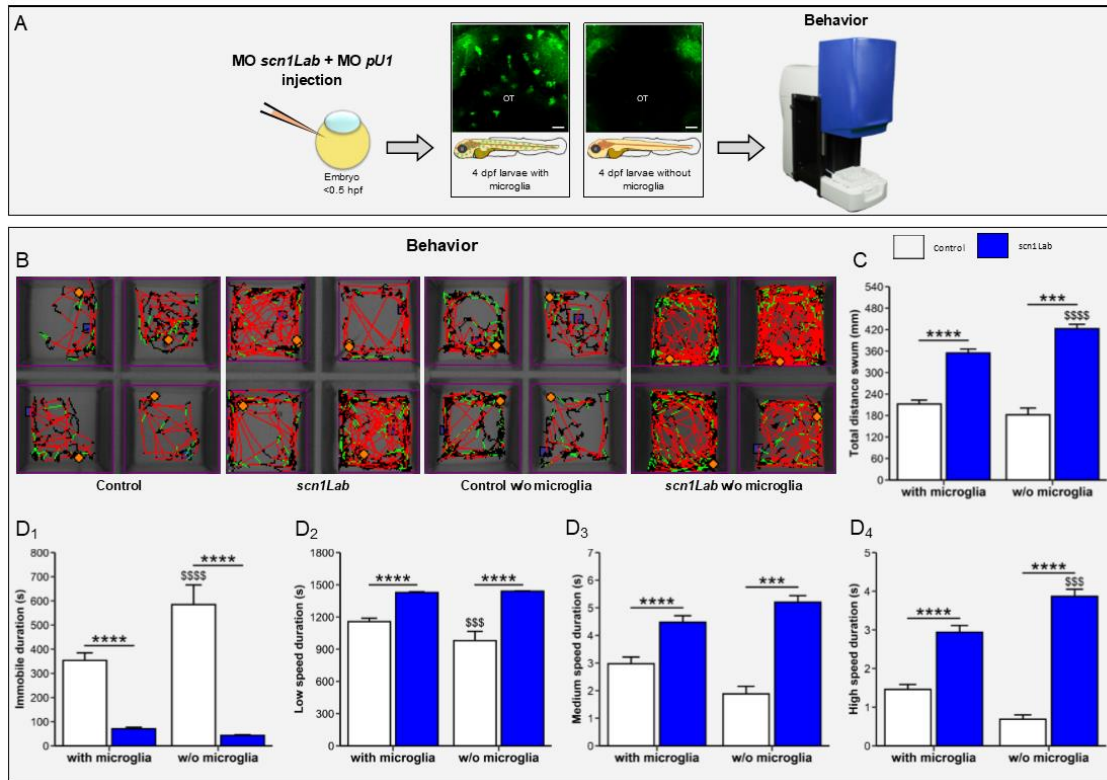 A
MO scn1Lab + MO pU1
injection
Embryo
<0.5 hpf
OT
4 dpf larvae with
microglia
OT
4 dpf larvae without
microglia
Behavior
Behavior
Control
scn1Lab
B
Control
scn1Lab
Control w/o microglia
scn1Lab w/o microglia
C
Total distance swum (mm)
540
480
420
360
300
240
180
120
60
0
****
***
$$$$
with microglia
w/o microglia
D1
Immobile duration (s)
800
700
600
500
400
300
200
100
0
****
****
$$$$
with microglia
w/o microglia
D2
Low speed duration (s)
1800
1500
1200
900
600
300
0
****
****
$$$
with microglia
w/o microglia
D3
Medium speed duration (s)
7
6
5
4
3
2
1
0
****
***
with microglia
w/o microglia
D4
High speed duration (s)
5
4
3
2
1
0
****
****
$$$
with microglia
w/o microglia